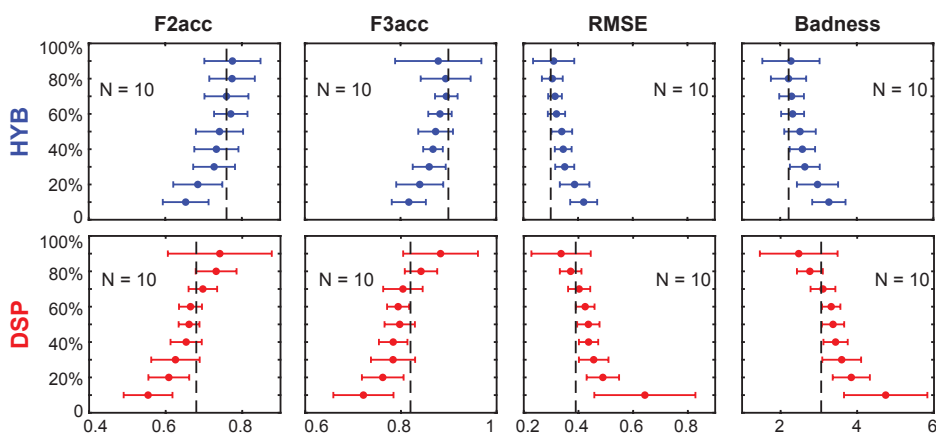 F2acc F3acc RMSE Badness
HYB
100%
80%
60%
40%
20%
0
N = 10 N = 10 N = 10 N = 10
DSP
100%
80%
60%
40%
20%
0
N = 10 N = 10 N = 10 N = 10
0.4 0.6 0.8 0.6 0.8 1 0.2 0.4 0.6 0.8 2 4 6